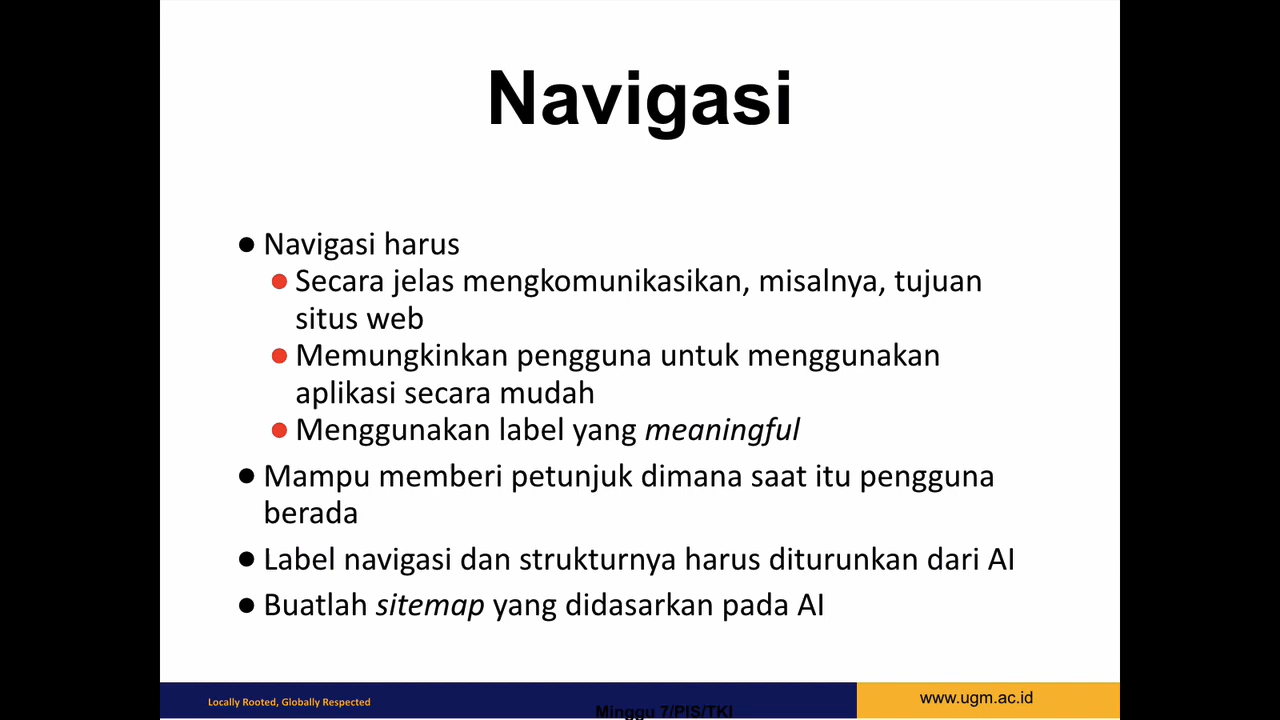 Navigasi
● Navigasi harus
● Secara jelas mengkomunikasikan, misalnya, tujuan
situs web
● Memungkinkan pengguna untuk menggunakan
aplikasi secara mudah
● Menggunakan label yang meaningful
● Mampu memberi petunjuk dimana saat itu pengguna
berada
● Label navigasi dan strukturnya harus diturunkan dari AI
● Buatlah sitemap yang didasarkan pada AI
Locally Rooted, Globally Respected
Minggu 7/PIS/TKI
www.ugm.ac.id